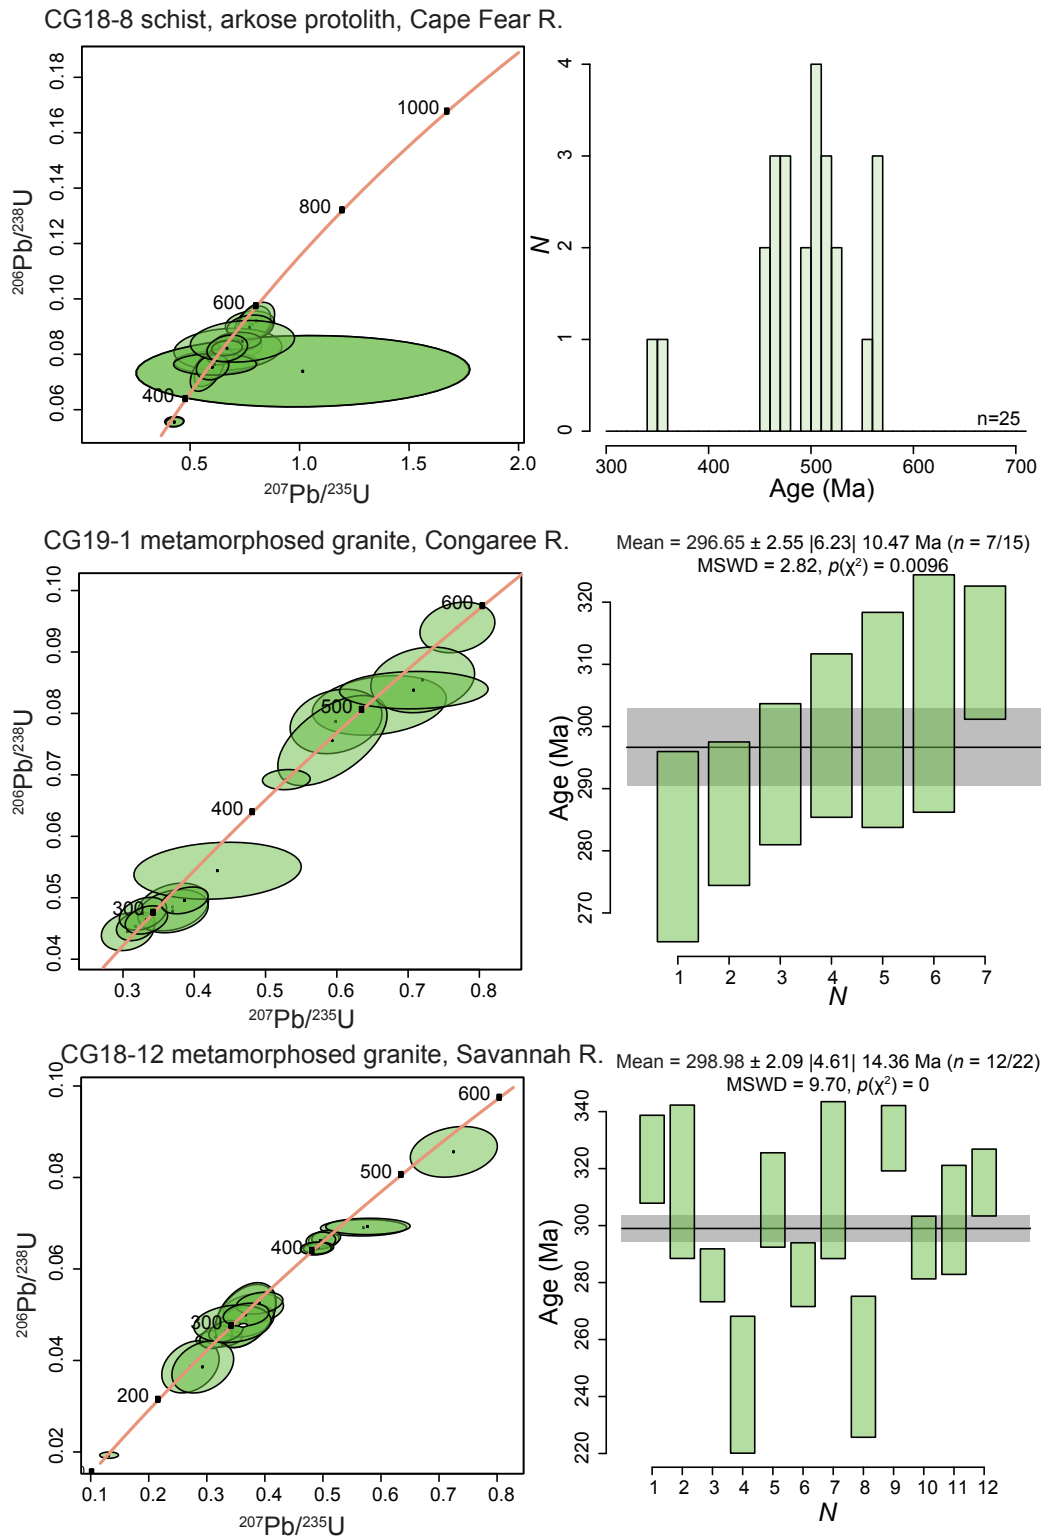 CG18-8 schist, arkose protolith, Cape Fear R.
0.18
0.16
0.14
0.12
0.10
0.08
0.06
²⁰⁶Pb/²³⁸U
1000
800
600
400
0.5 1.0 1.5 2.0
²⁰⁷Pb/²³⁵U
4
3
2
1
0
N
n=25
300 400 500 600 700
Age (Ma)
CG19-1 metamorphosed granite, Congaree R.
0.10
0.09
0.08
0.07
0.06
0.05
0.04
²⁰⁶Pb/²³⁸U
600
500
400
300
0.3 0.4 0.5 0.6 0.7 0.8
²⁰⁷Pb/²³⁵U
Mean = 296.65 ± 2.55 |6.23| 10.47 Ma (n = 7/15)
MSWD = 2.82, p(χ²) = 0.0096
320
310
300
290
280
270
Age (Ma)
1 2 3 4 5 6 7
N
CG18-12 metamorphosed granite, Savannah R.
0.10
0.08
0.06
0.04
0.02
²⁰⁶Pb/²³⁸U
600
500
400
300
200
0.1 0.2 0.3 0.4 0.5 0.6 0.7 0.8
²⁰⁷Pb/²³⁵U
Mean = 298.98 ± 2.09 |4.61| 14.36 Ma (n = 12/22)
MSWD = 9.70, p(χ²) = 0
340
320
300
280
260
240
220
Age (Ma)
1 2 3 4 5 6 7 8 9 10 11 12
N